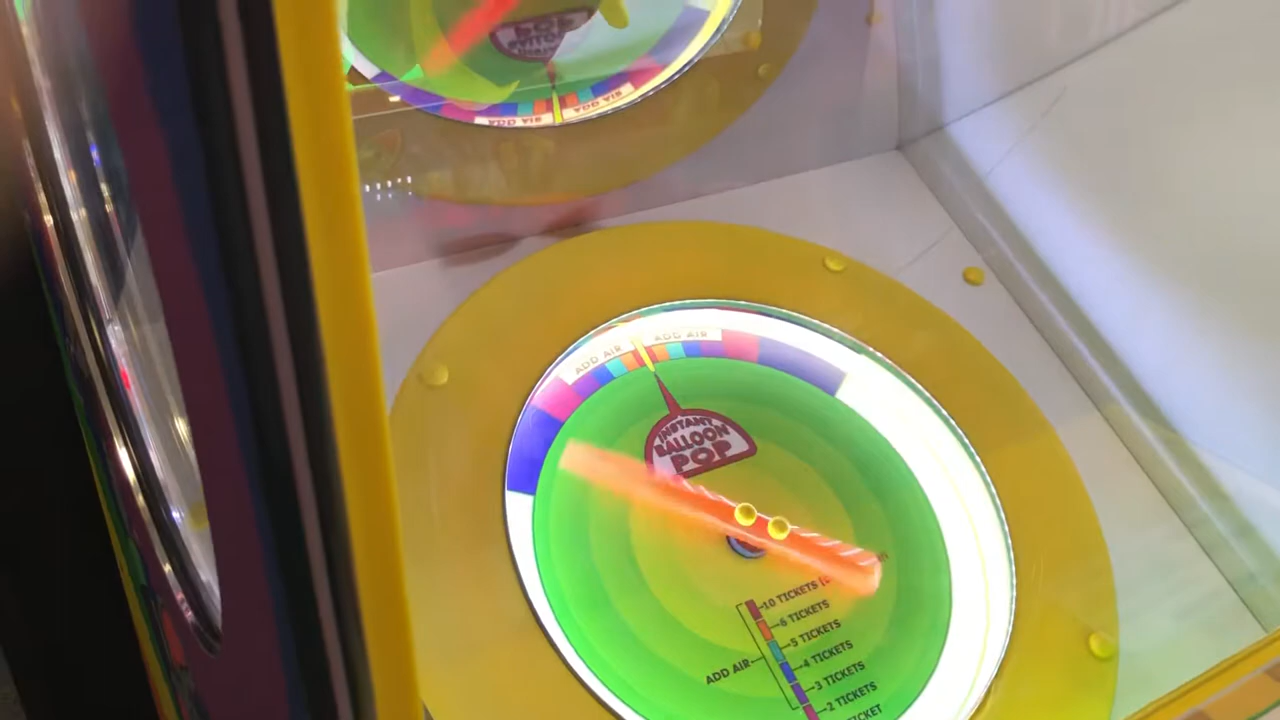 ADD AIR
ADD AIR
INSTANT
BALLOON
POP
10 TICKETS
6 TICKETS
5 TICKETS
ADD AIR
4 TICKETS
3 TICKETS
2 TICKETS